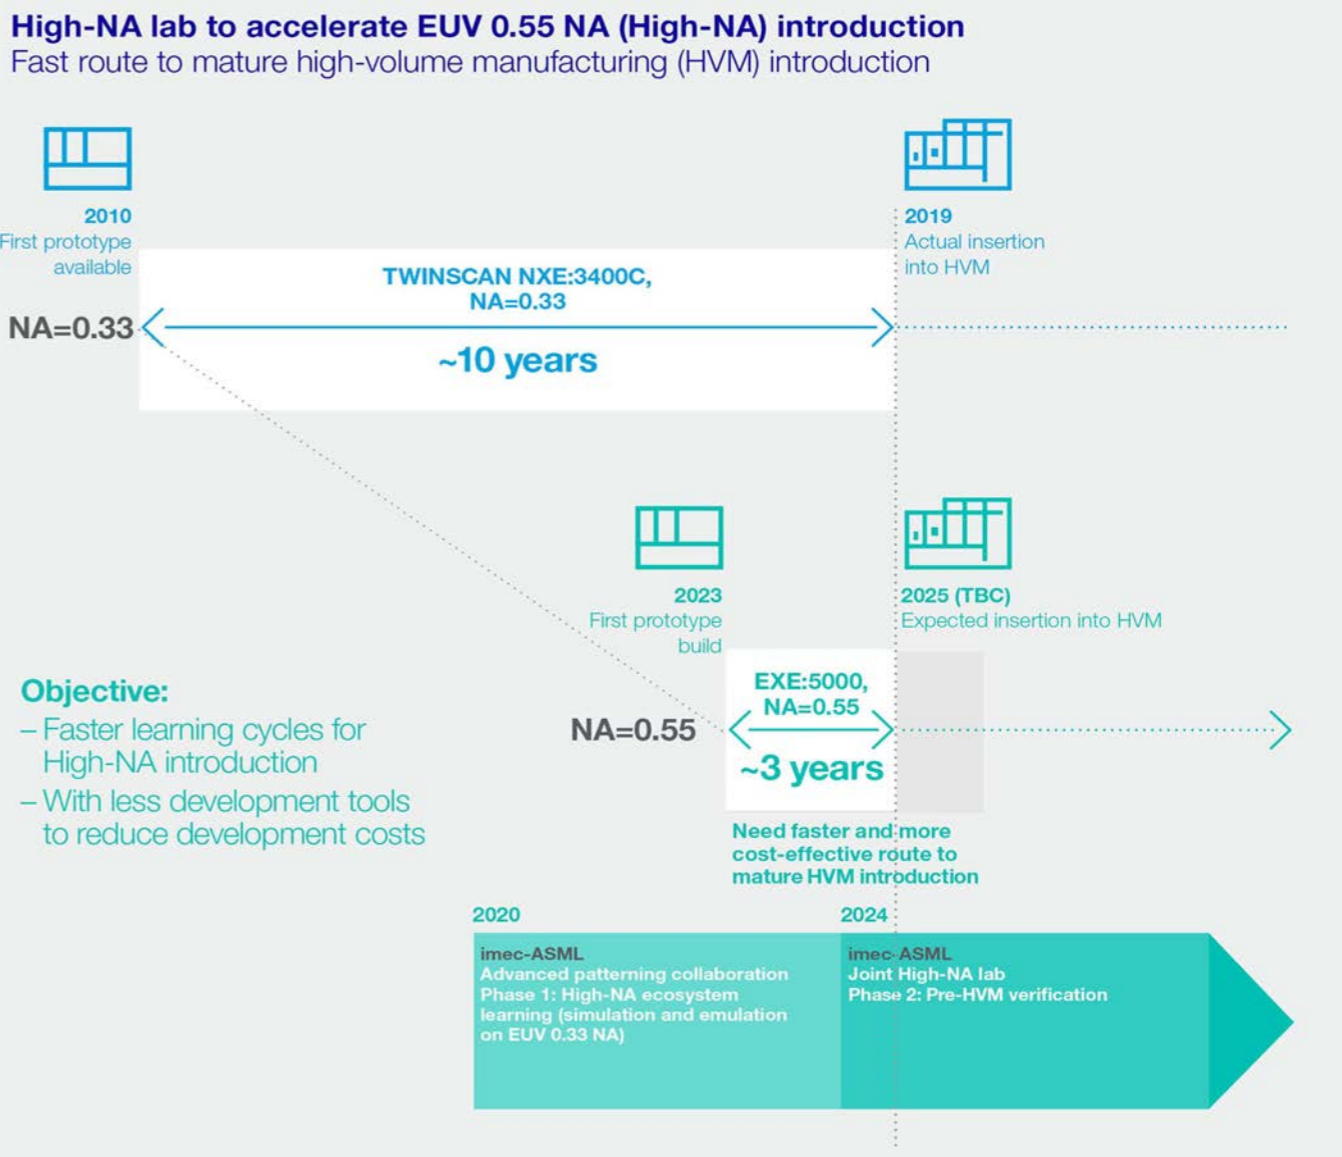 High-NA lab to accelerate EUV 0.55 NA (High-NA) introduction
Fast route to mature high-volume manufacturing (HVM) introduction
2010
First prototype
available
2019
Actual insertion
into HVM
TWINSCAN NXE:3400C,
NA=0.33
NA=0.33
~10 years
2023
First prototype
build
2025 (TBC)
Expected insertion into HVM
EXE:5000,
NA=0.55
NA=0.55
~3 years
Objective:
– Faster learning cycles for
High-NA introduction
– With less development tools
to reduce development costs
Need faster and more
cost-effective route to
mature HVM introduction
2020
imec-ASML
Advanced patterning collaboration
Phase 1: High-NA ecosystem
learning (simulation and emulation
on EUV 0.33 NA)
2024
imec-ASML
Joint High-NA lab
Phase 2: Pre-HVM verification